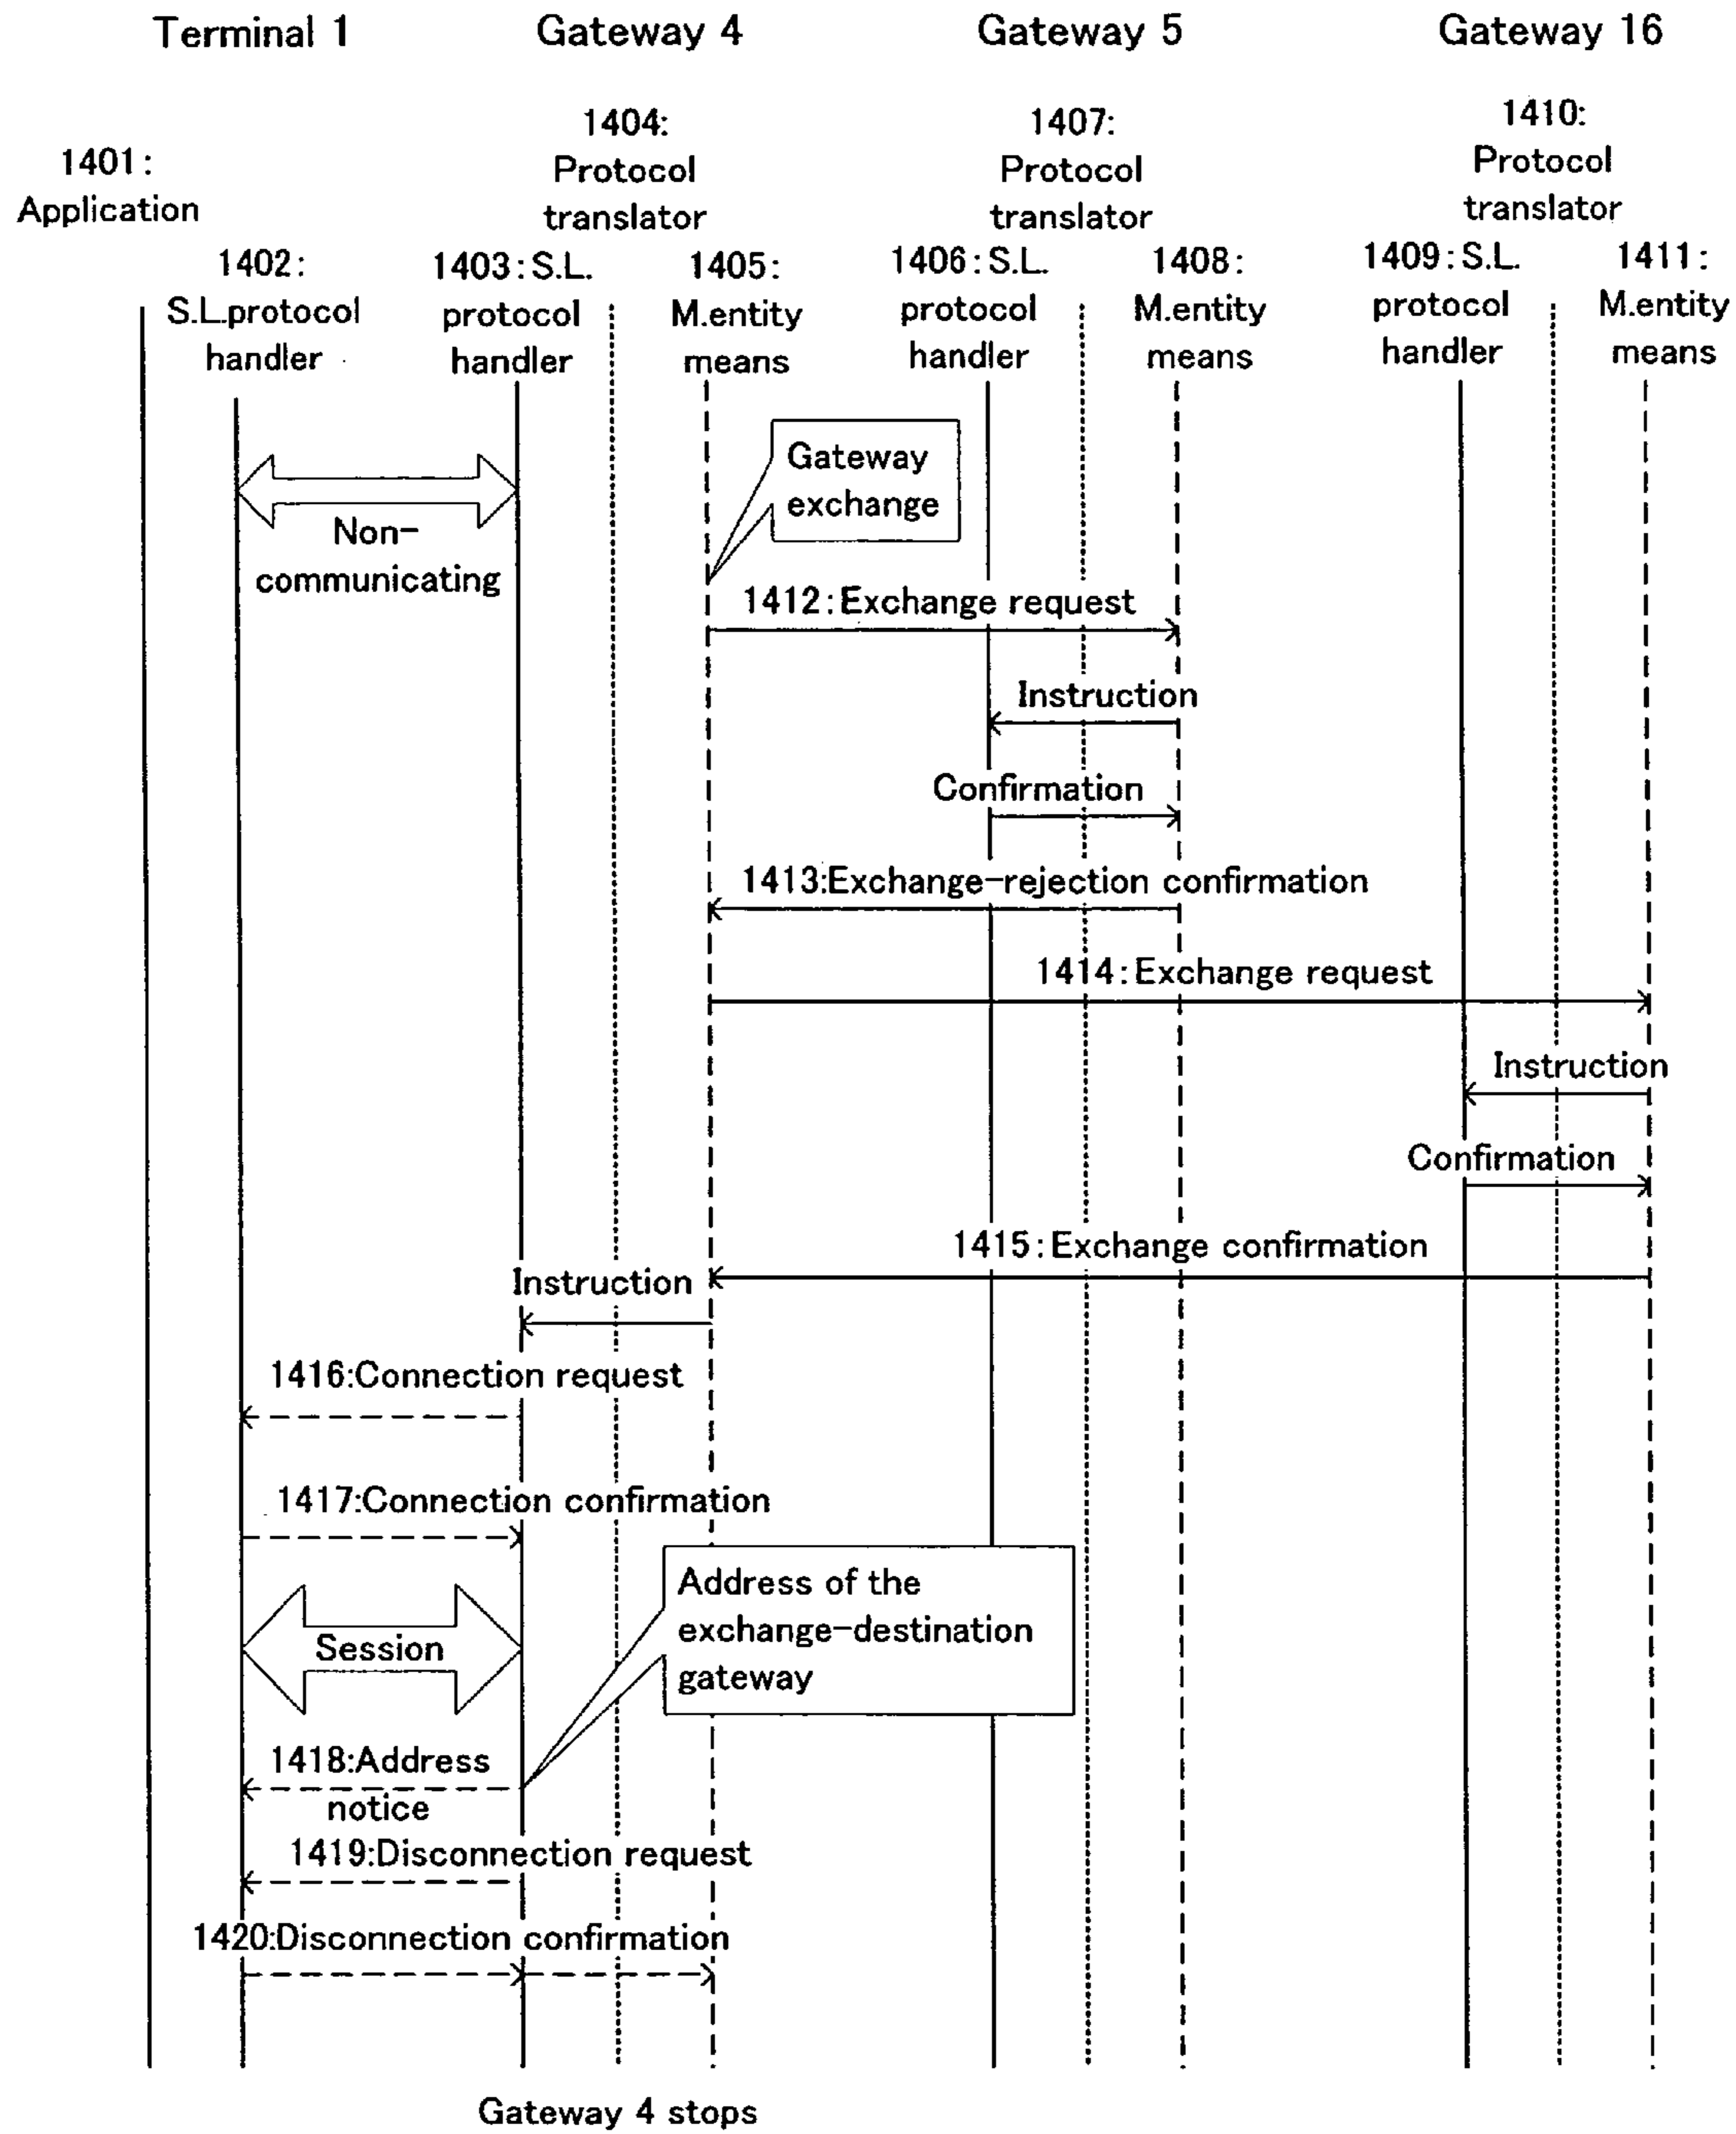 Terminal 1
Gateway 4
Gateway 5
Gateway 16
1401:
Application
1402:
S.L.protocol
handler
1403:S.L.
protocol
handler
1404:
Protocol
translator
1405:
M.entity
means
1406:S.L.
protocol
handler
1407:
Protocol
translator
1408:
M.entity
means
1409:S.L.
protocol
handler
1410:
Protocol
translator
1411:
M.entity
means
Gateway
exchange
Non-
communicating
1412:Exchange request
Instruction
Confirmation
1413:Exchange-rejection confirmation
1414:Exchange request
Instruction
Confirmation
1415:Exchange confirmation
Instruction
1416:Connection request
1417:Connection confirmation
Address of the
exchange-destination
gateway
Session
1418:Address
notice
1419:Disconnection request
1420:Disconnection confirmation
Gateway 4 stops